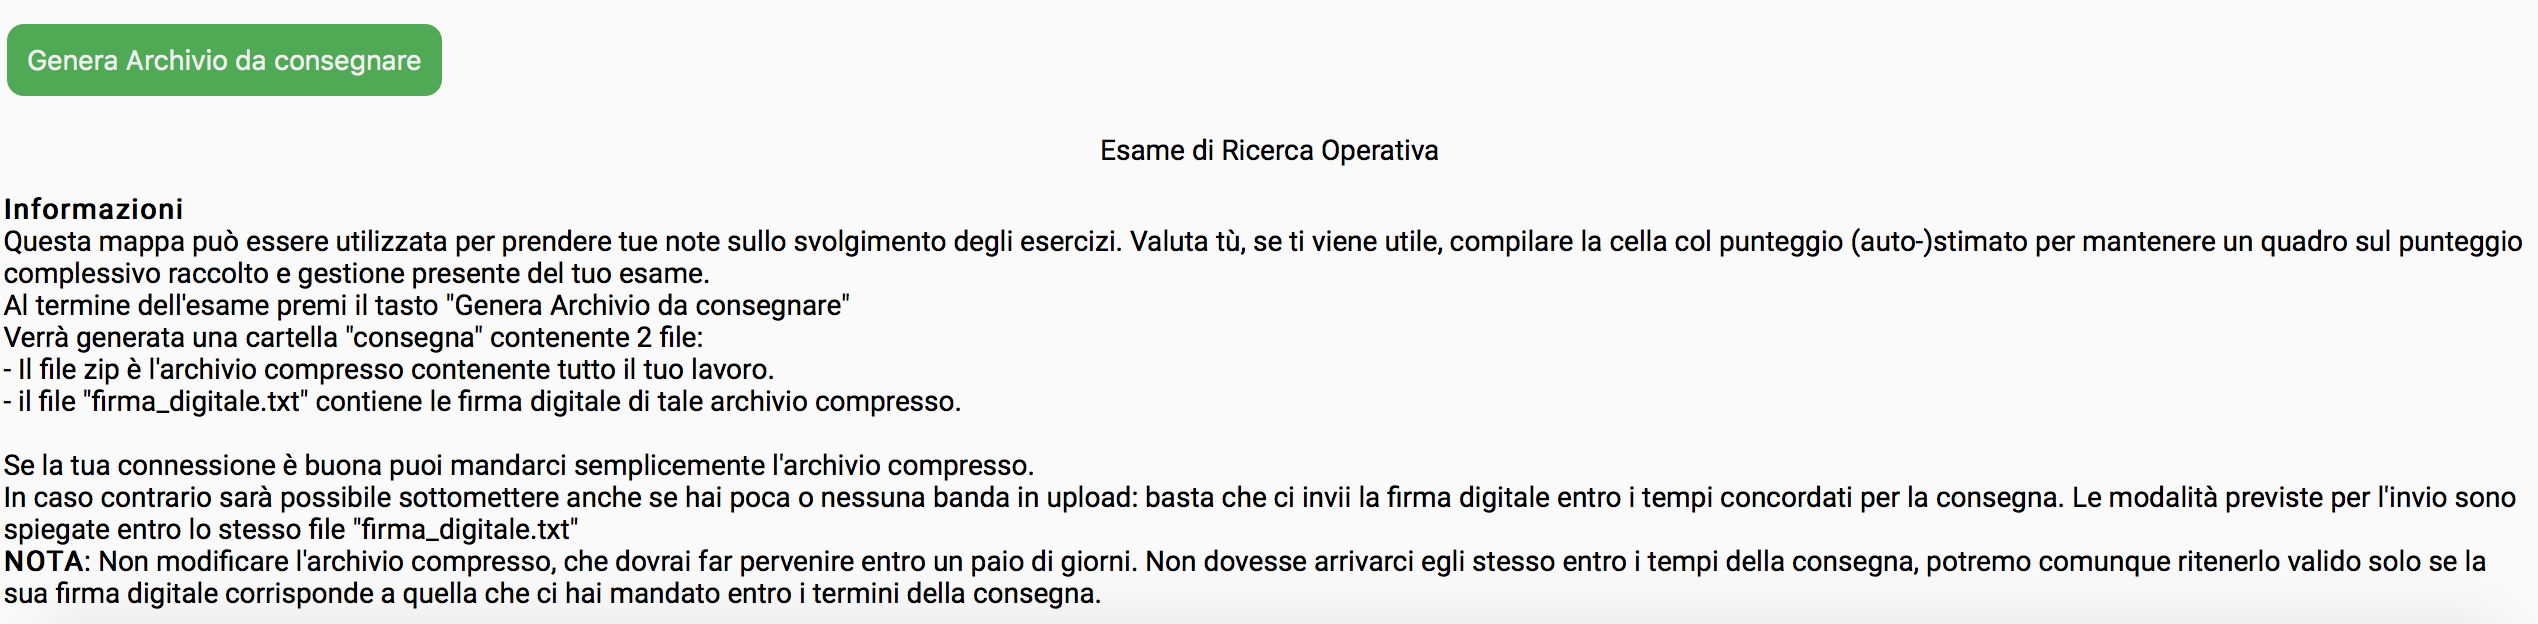 Genera Archivio da consegnare
Esame di Ricerca Operativa
Informazioni
Questa mappa può essere utilizzata per prendere tue note sullo svolgimento degli esercizi. Valuta tù, se ti viene utile, compilare la cella col punteggio (auto-)stimato per mantenere un quadro sul punteggio
complessivo raccolto e gestione presente del tuo esame.
Al termine dell'esame premi il tasto "Genera Archivio da consegnare"
Verrà generata una cartella "consegna" contenente 2 file:
- Il file zip è l'archivio compresso contenente tutto il tuo lavoro.
- il file "firma_digitale.txt" contiene le firma digitale di tale archivio compresso.
Se la tua connessione è buona puoi mandarci semplicemente l'archivio compresso.
In caso contrario sarà possibile sottomettere anche se hai poca o nessuna banda in upload: basta che ci invii la firma digitale entro i tempi concordati per la consegna. Le modalità previste per l'invio sono
spiegate entro lo stesso file "firma_digitale.txt"
NOTA: Non modificare l'archivio compresso, che dovrai far pervenire entro un paio di giorni. Non dovesse arrivarci egli stesso entro i tempi della consegna, potremo comunque ritenerlo valido solo se la
sua firma digitale corrisponde a quella che ci hai mandato entro i termini della consegna.